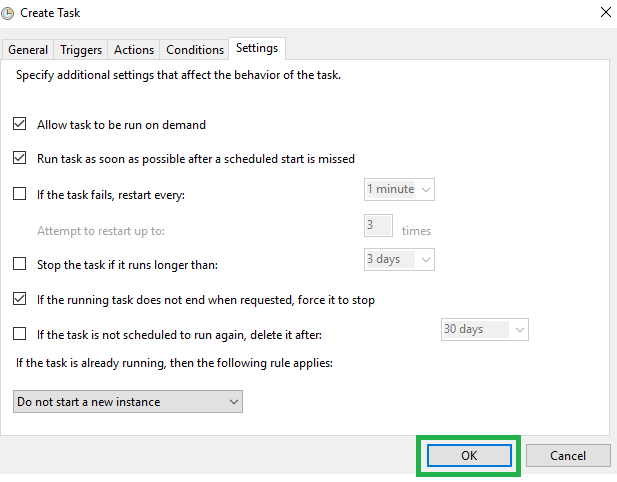 Create Task
General Triggers Actions Conditions Settings
Specify additional settings that affect the behavior of the task.
Allow task to be run on demand
Run task as soon as possible after a scheduled start is missed
If the task fails, restart every: 1 minute
Attempt to restart up to: 3 times
Stop the task if it runs longer than: 3 days
If the running task does not end when requested, force it to stop
If the task is not scheduled to run again, delete it after: 30 days
If the task is already running, then the following rule applies:
Do not start a new instance
OK Cancel